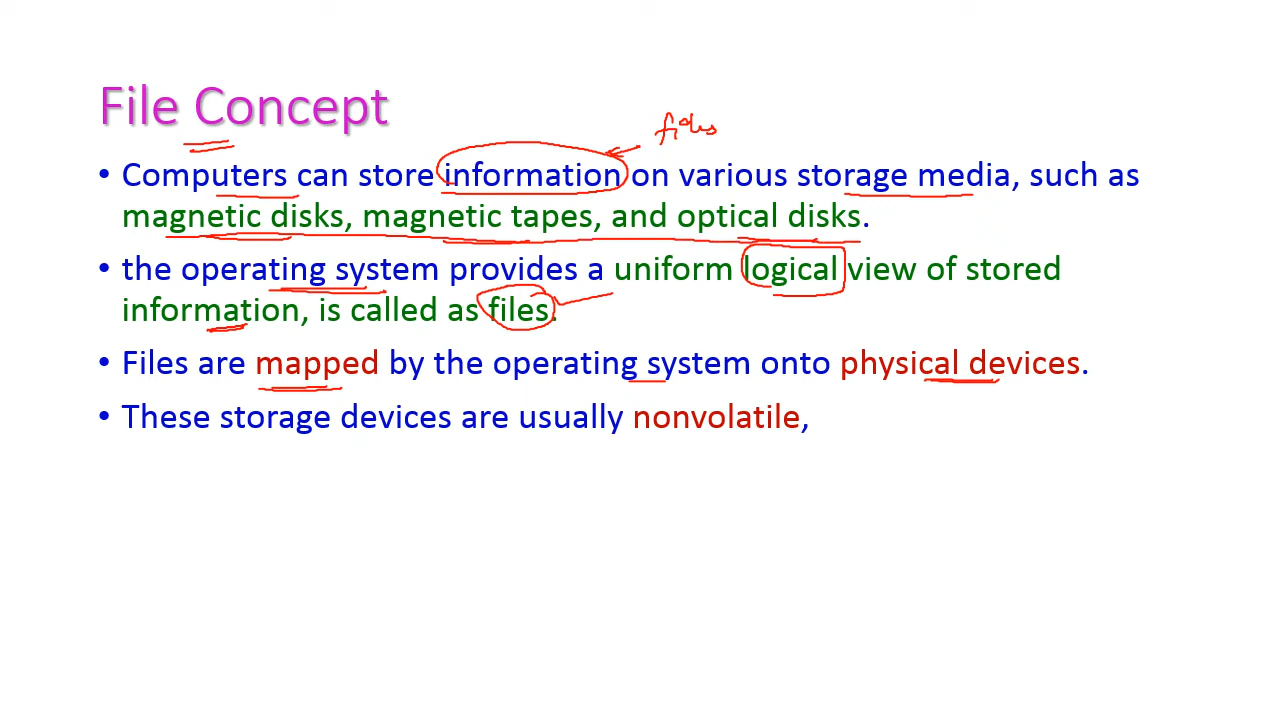 File Concept
files
• Computers can store information on various storage media, such as
magnetic disks, magnetic tapes, and optical disks.
• the operating system provides a uniform logical view of stored
information, is called as files.
• Files are mapped by the operating system onto physical devices.
• These storage devices are usually nonvolatile,